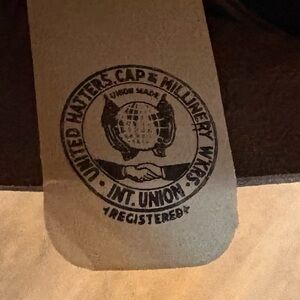 UNITED HATTERS, CAP & MILLINERY WKRS.
UNION MADE
INT. UNION
REGISTERED